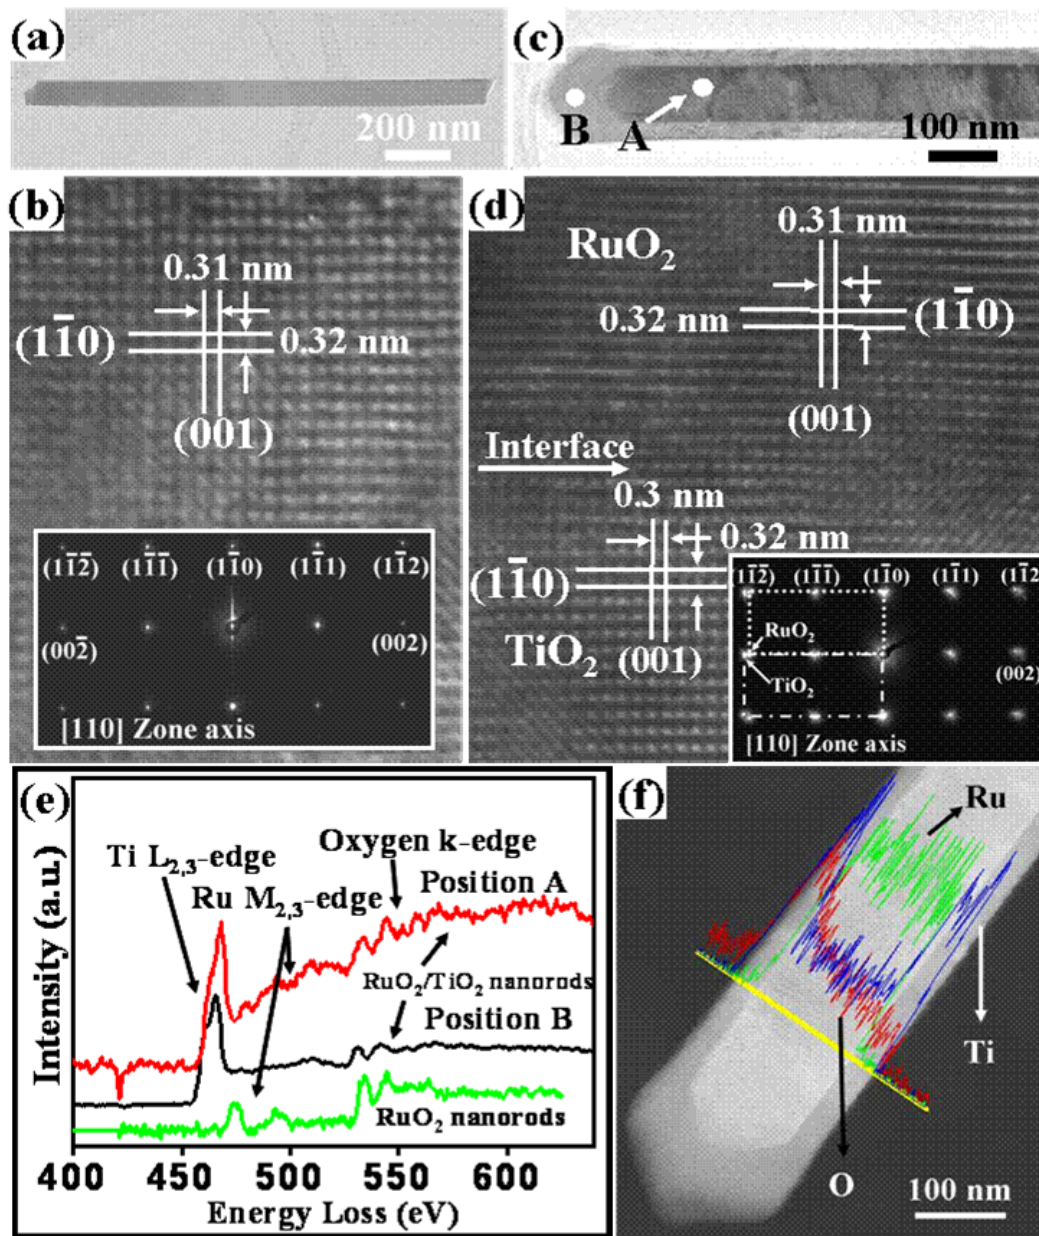 (a)
200 nm
(c)
B
A
100 nm
(b)
0.31 nm
(11̄0)
0.32 nm
(001)
(11̄2̄)
(11̄1̄)
(11̄0)
(11̄1)
(11̄2)
(002̄)
(002)
[110] Zone axis
(d)
RuO₂
0.31 nm
0.32 nm
(11̄0)
(001)
Interface
0.3 nm
0.32 nm
(11̄0)
TiO₂
(001)
(11̄2̄)
(11̄1̄)
(11̄0)
(11̄1)
(11̄2)
RuO₂
TiO₂
(002)
[110] Zone axis
(e)
Intensity (a.u.)
Ti L₂,₃-edge
Oxygen k-edge
Ru M₂,₃-edge
Position A
RuO₂/TiO₂ nanorods
Position B
RuO₂ nanorods
400
450
500
550
600
Energy Loss (eV)
(f)
Ru
Ti
O
100 nm